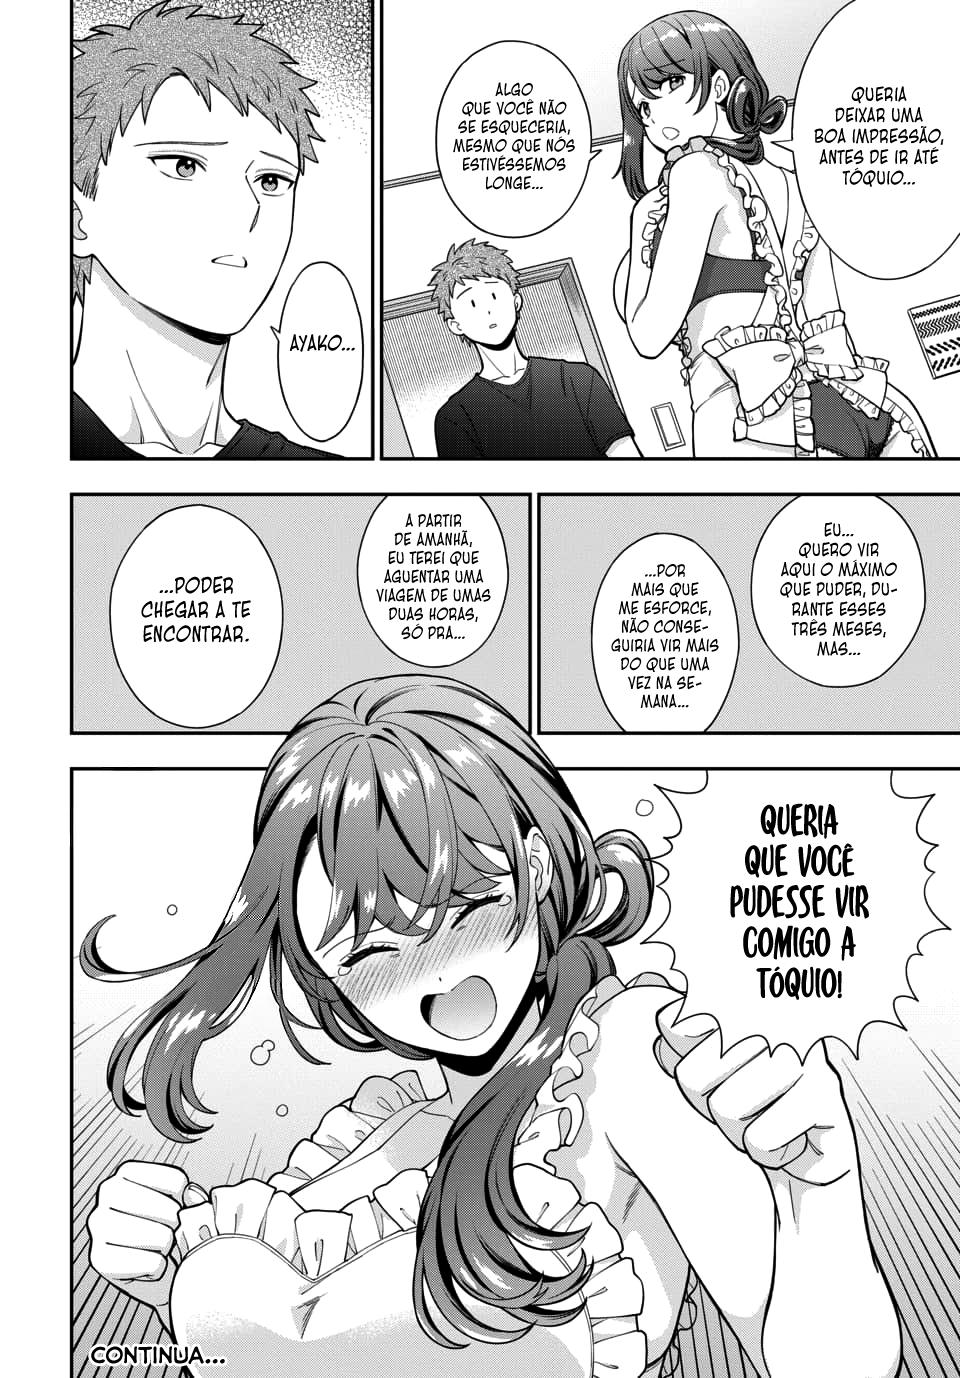 QUERIA
DEIXAR UMA
BOA IMPRESSÃO,
ANTES DE IR ATÉ
TÓQUIO...
ALGO
QUE VOCÊ NÃO
SE ESQUECERIA,
MESMO QUE NÓS
ESTIVÉSSEMOS
LONGE...
AYAKO...
EU...
QUERO VIR
AQUI O MÁXIMO
QUE PUDER, DU-
RANTE ESSES
TRÊS MESES,
MAS...
...POR
MAIS QUE
ME ESFORCE,
NÃO CONSE-
GUIRIA VIR MAIS
DO QUE UMA
VEZ NA SE-
MANA...
A PARTIR
DE AMANHÃ,
EU TEREI QUE
AGUENTAR UMA
VIAGEM DE UMAS
DUAS HORAS,
SÓ PRA...
...PODER
CHEGAR A TE
ENCONTRAR.
QUERIA
QUE VOCÊ
PUDESSE VIR
COMIGO A
TÓQUIO!
CONTINUA...